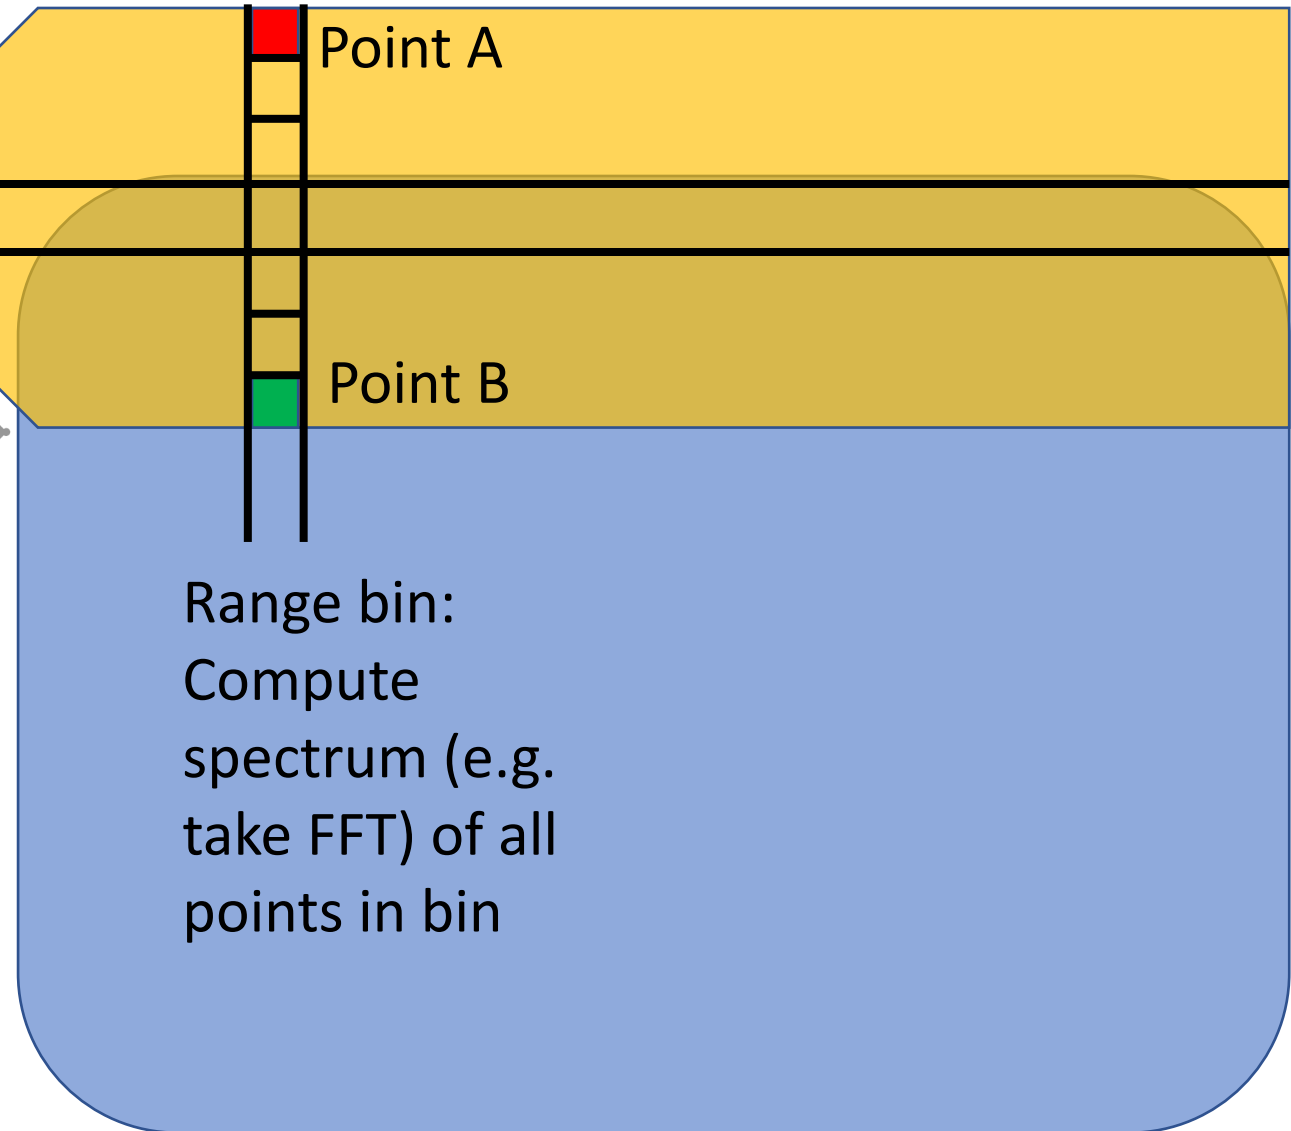 Point A
Point B
Range bin:
Compute
spectrum (e.g.
take FFT) of all
points in bin